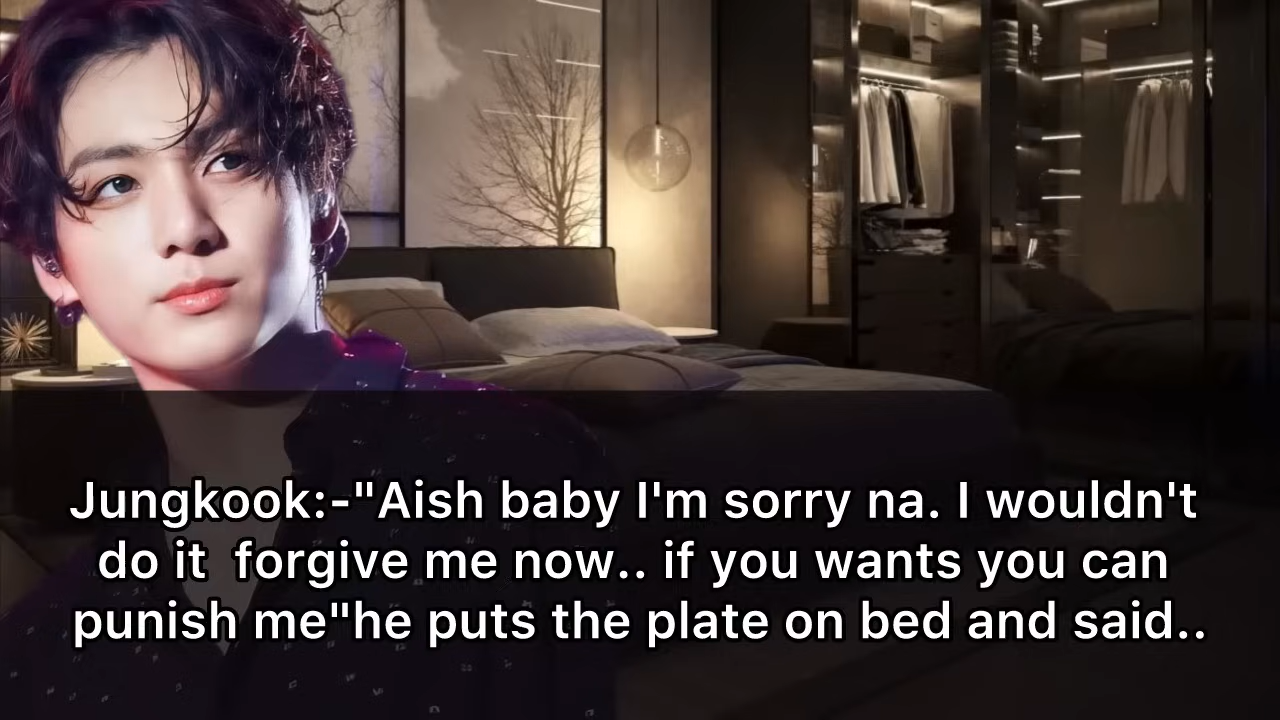 Jungkook:-"Aish baby I'm sorry na. I wouldn't
do it  forgive me now.. if you wants you can
punish me"he puts the plate on bed and said..